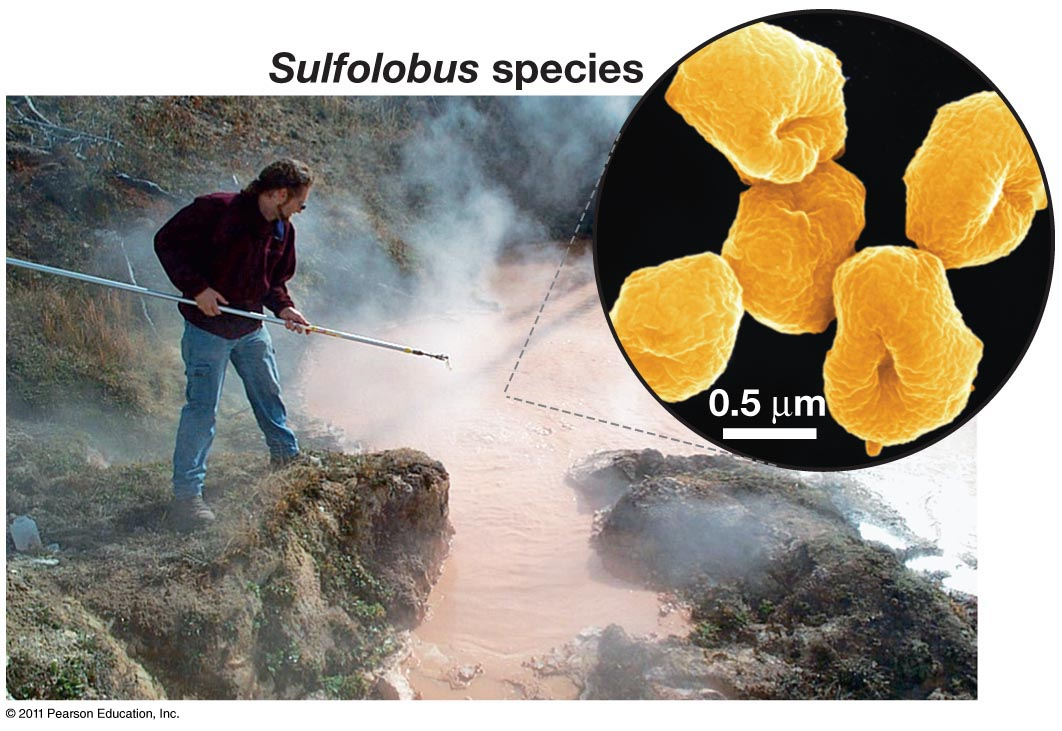 Sulfolobus species
0.5 μm
© 2011 Pearson Education, Inc.